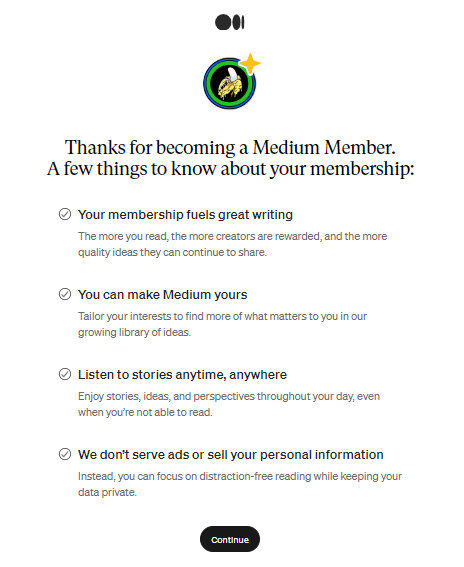 Thanks for becoming a Medium Member.
A few things to know about your membership:
Your membership fuels great writing
The more you read, the more creators are rewarded, and the more
quality ideas they can continue to share.
You can make Medium yours
Tailor your interests to find more of what matters to you in our
growing library of ideas.
Listen to stories anytime, anywhere
Enjoy stories, ideas, and perspectives throughout your day, even
when you’re not able to read.
We don’t serve ads or sell your personal information
Instead, you can focus on distraction-free reading while keeping your
data private.
Continue